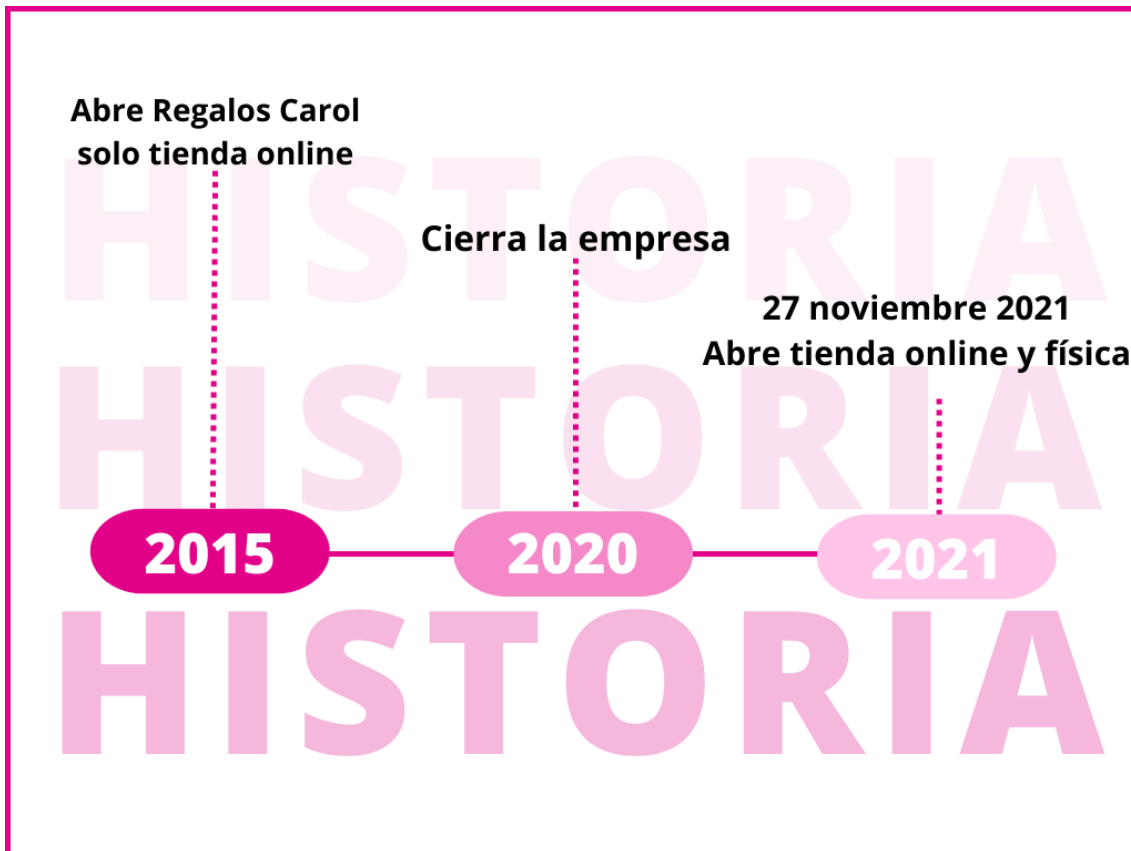 Abre Regalos Carol
solo tienda online
HISTORIA
Cierra la empresa
27 noviembre 2021
Abre tienda online y física
HISTORIA
2015
2020
2021
HISTORIA